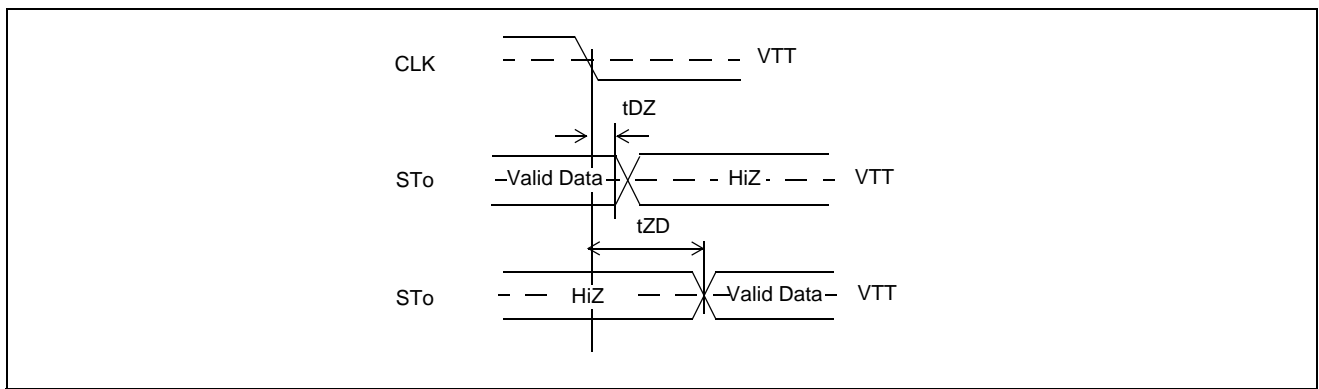 CLK VTT
tDZ
STo Valid Data HiZ VTT
tZD
STo HiZ Valid Data VTT